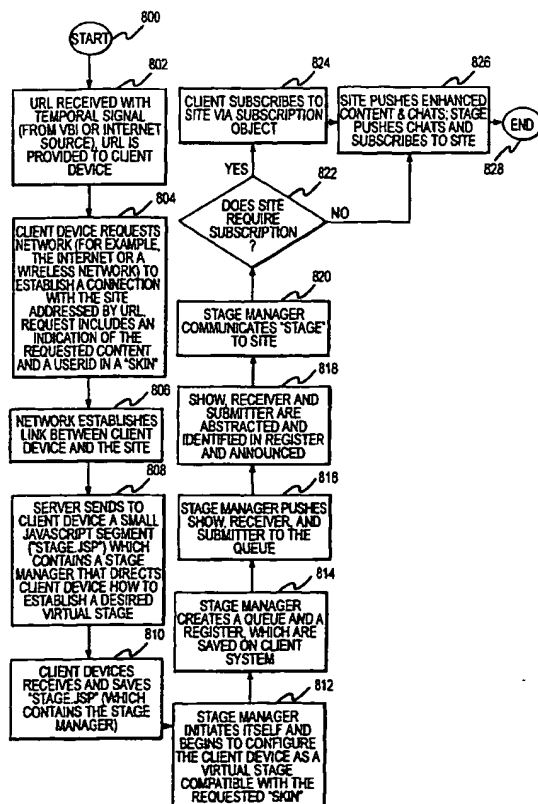 START
800
802
URL RECEIVED WITH
TEMPORAL SIGNAL
(FROM VBI OR INTERNET
SOURCE), URL IS
PROVIDED TO CLIENT
DEVICE
804
CLIENT DEVICE REQUESTS
NETWORK (FOR EXAMPLE,
THE INTERNET OR A
WIRELESS NETWORK) TO
ESTABLISH A CONNECTION
WITH THE SITE
ADDRESSED BY URL.
REQUEST INCLUDES AN
INDICATION OF THE
REQUESTED CONTENT
AND A USERID IN A "SKIN"
806
NETWORK ESTABLISHES
LINK BETWEEN CLIENT
DEVICE AND THE SITE
808
SERVER SENDS TO
CLIENT DEVICE A SMALL
JAVASCRIPT SEGMENT
("STAGE.JSP") WHICH
CONTAINS A STAGE
MANAGER THAT DIRECTS
CLIENT DEVICE HOW TO
ESTABLISH A DESIRED
VIRTUAL STAGE
810
CLIENT DEVICES
RECEIVES AND SAVES
"STAGE.JSP" (WHICH
CONTAINS THE STAGE
MANAGER)
812
STAGE MANAGER
INITIATES ITSELF AND
BEGINS TO CONFIGURE
THE CLIENT DEVICE AS A
VIRTUAL STAGE
COMPATIBLE WITH THE
REQUESTED "SKIN"
814
STAGE MANAGER
CREATES A QUEUE AND A
REGISTER, WHICH ARE
SAVED ON CLIENT
SYSTEM
816
STAGE MANAGER PUSHES
SHOW, RECEIVER, AND
SUBMITTER TO THE
QUEUE
818
SHOW, RECEIVER AND
SUBMITTER ARE
ABSTRACTED AND
IDENTIFIED IN REGISTER
AND ANNOUNCED
820
STAGE MANAGER
COMMUNICATES "STAGE"
TO SITE
822
DOES SITE
REQUIRE
SUBSCRIPTION
?
YES
NO
824
CLIENT SUBSCRIBES TO
SITE VIA SUBSCRIPTION
OBJECT
826
SITE PUSHES ENHANCED
CONTENT & CHATS; STAGE
PUSHES CHATS AND
SUBSCRIBES TO SITE
END
828